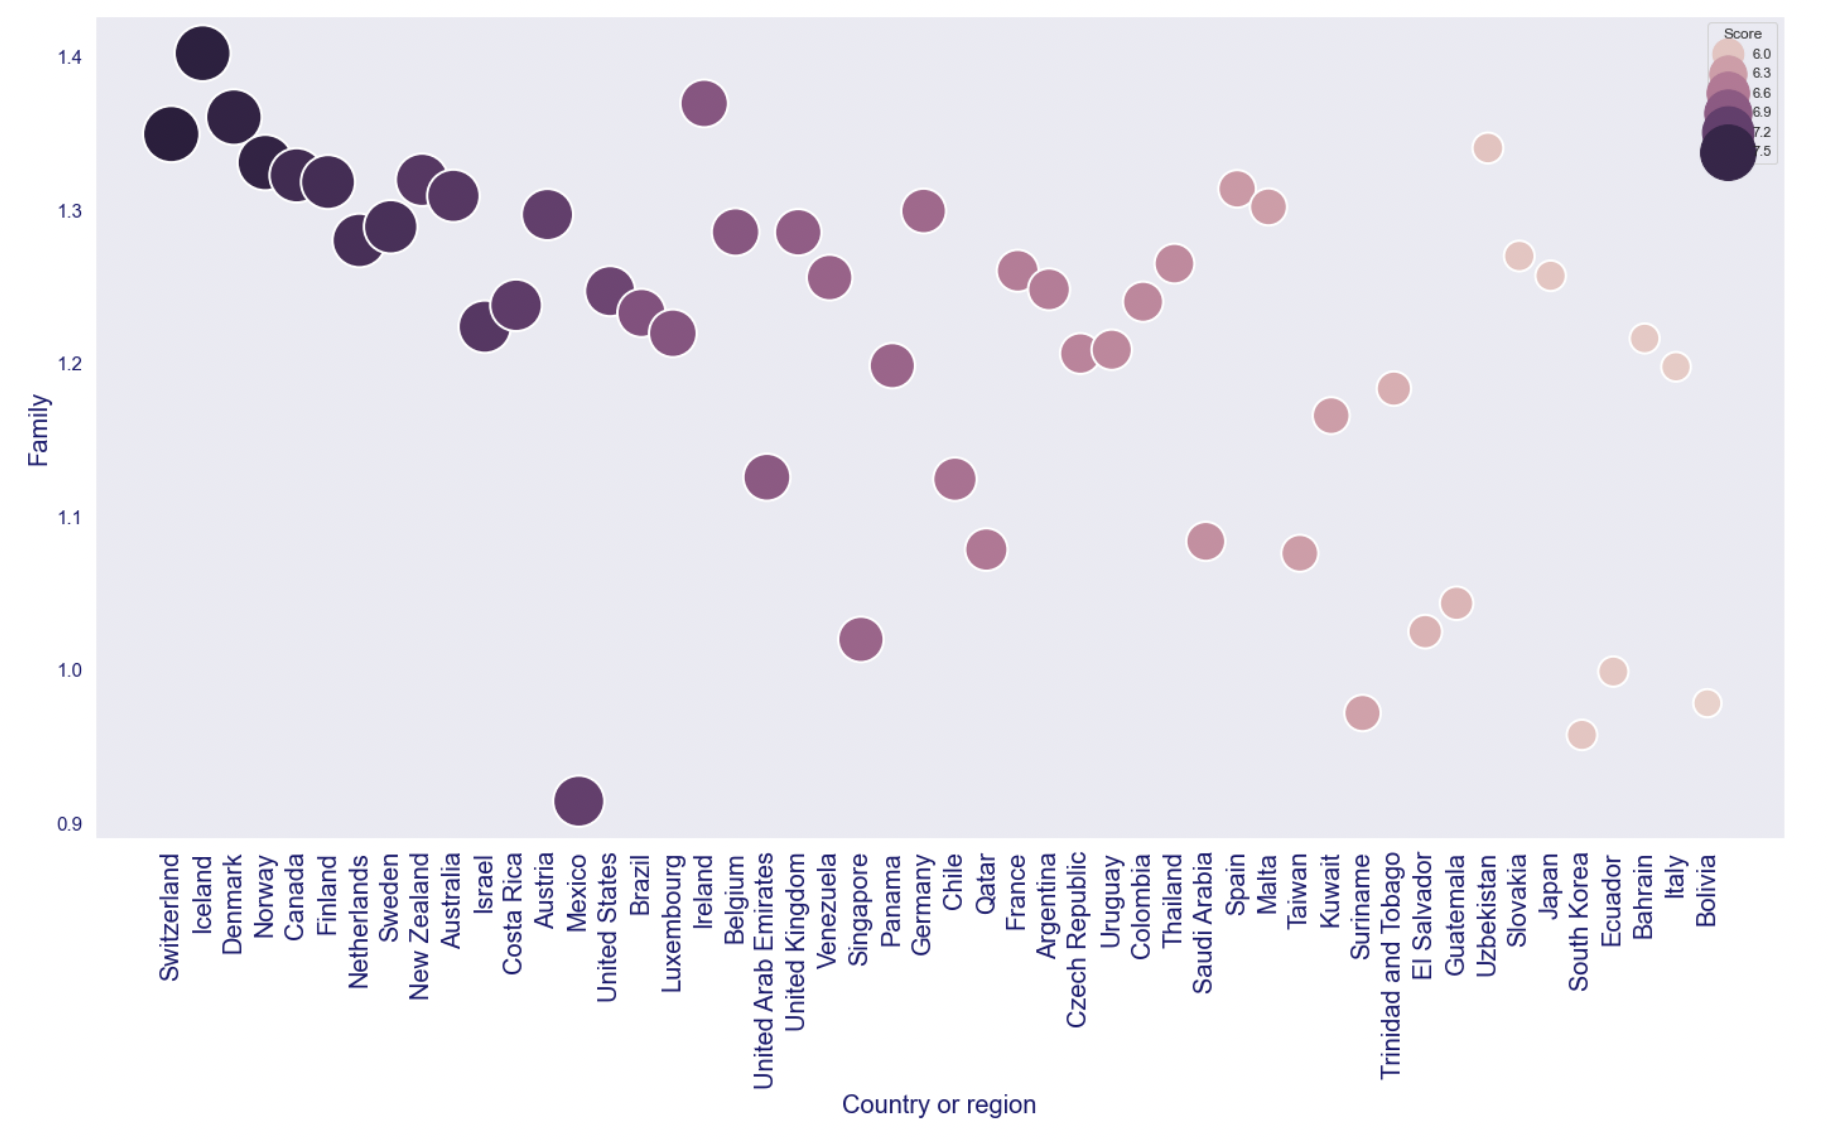 Score
6.0
6.3
6.6
6.9
7.2
7.5
1.4
1.3
1.2
1.1
1.0
0.9
Family
Switzerland
Iceland
Denmark
Norway
Canada
Finland
Netherlands
Sweden
New Zealand
Australia
Israel
Costa Rica
Austria
Mexico
United States
Brazil
Luxembourg
Ireland
Belgium
United Arab Emirates
United Kingdom
Venezuela
Singapore
Panama
Germany
Chile
Qatar
France
Argentina
Czech Republic
Uruguay
Colombia
Thailand
Saudi Arabia
Spain
Malta
Taiwan
Kuwait
Suriname
Trinidad and Tobago
El Salvador
Guatemala
Uzbekistan
Slovakia
Japan
South Korea
Ecuador
Bahrain
Italy
Bolivia
Country or region